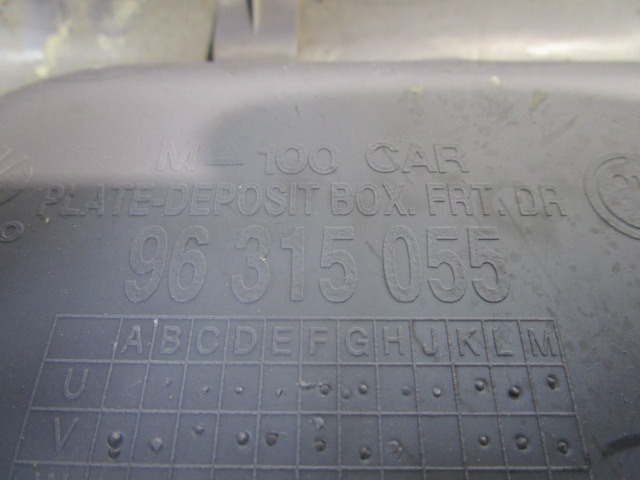 M-100 CAR
PLATE-DEPOSIT BOX. FRT. DR
96 315 055
A B C D E F G H J K L M
U
V